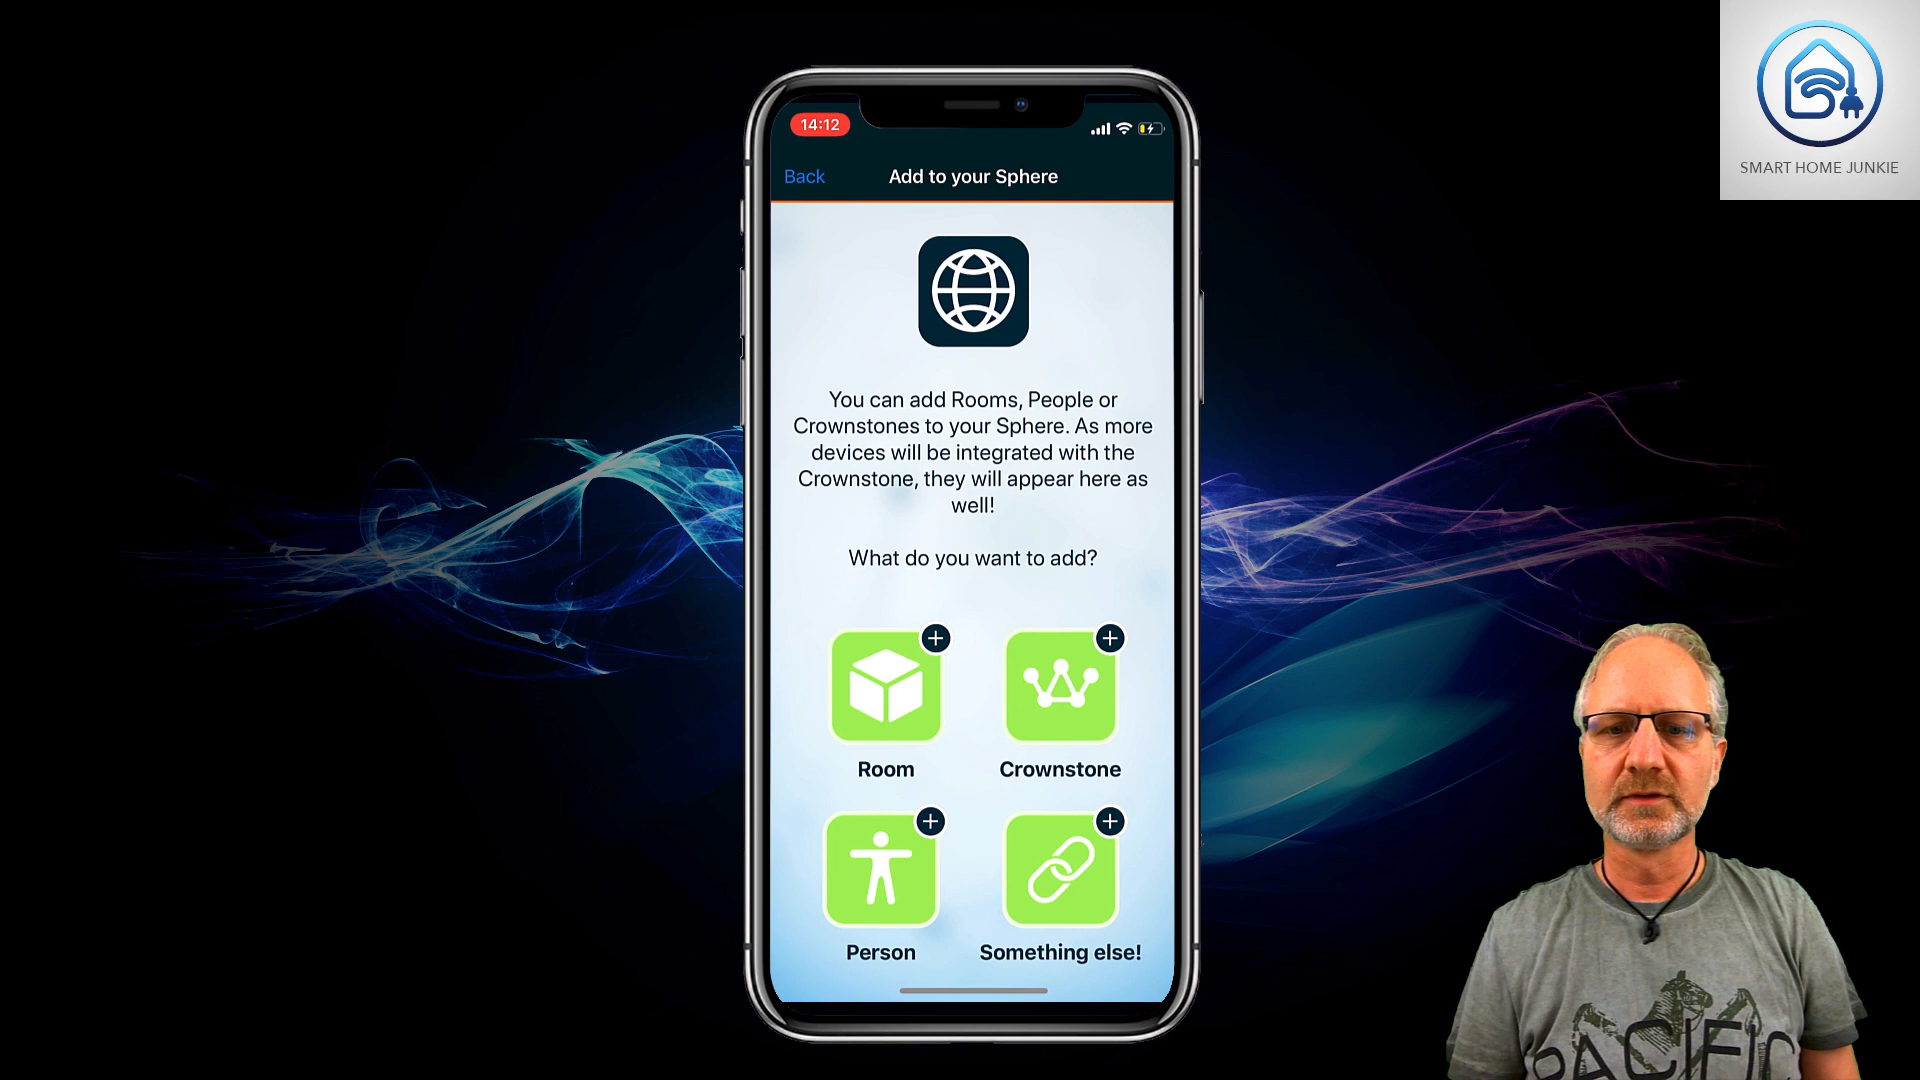 14:12
Back
Add to your Sphere
SMART HOME JUNKIE
You can add Rooms, People or
Crownstones to your Sphere. As more
devices will be integrated with the
Crownstone, they will appear here as
well!
What do you want to add?
Room
Crownstone
Person
Something else!
PACIFIC